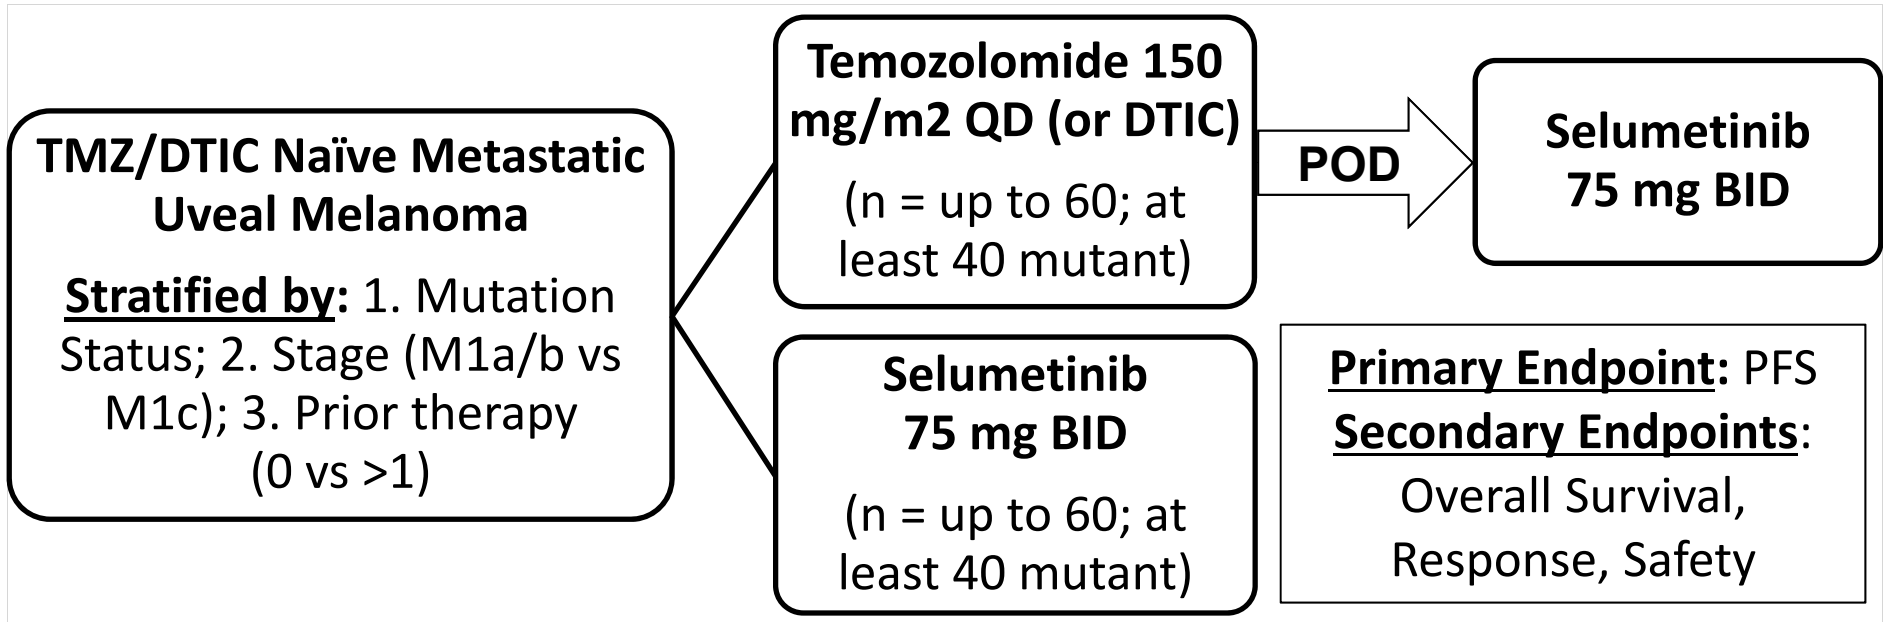 TMZ/DTIC Naïve Metastatic
Uveal Melanoma
Stratified by: 1. Mutation
Status; 2. Stage (M1a/b vs
M1c); 3. Prior therapy
(0 vs >1)
Temozolomide 150
mg/m2 QD (or DTIC)
(n = up to 60; at
least 40 mutant)
POD
Selumetinib
75 mg BID
Selumetinib
75 mg BID
(n = up to 60; at
least 40 mutant)
Primary Endpoint: PFS
Secondary Endpoints:
Overall Survival,
Response, Safety